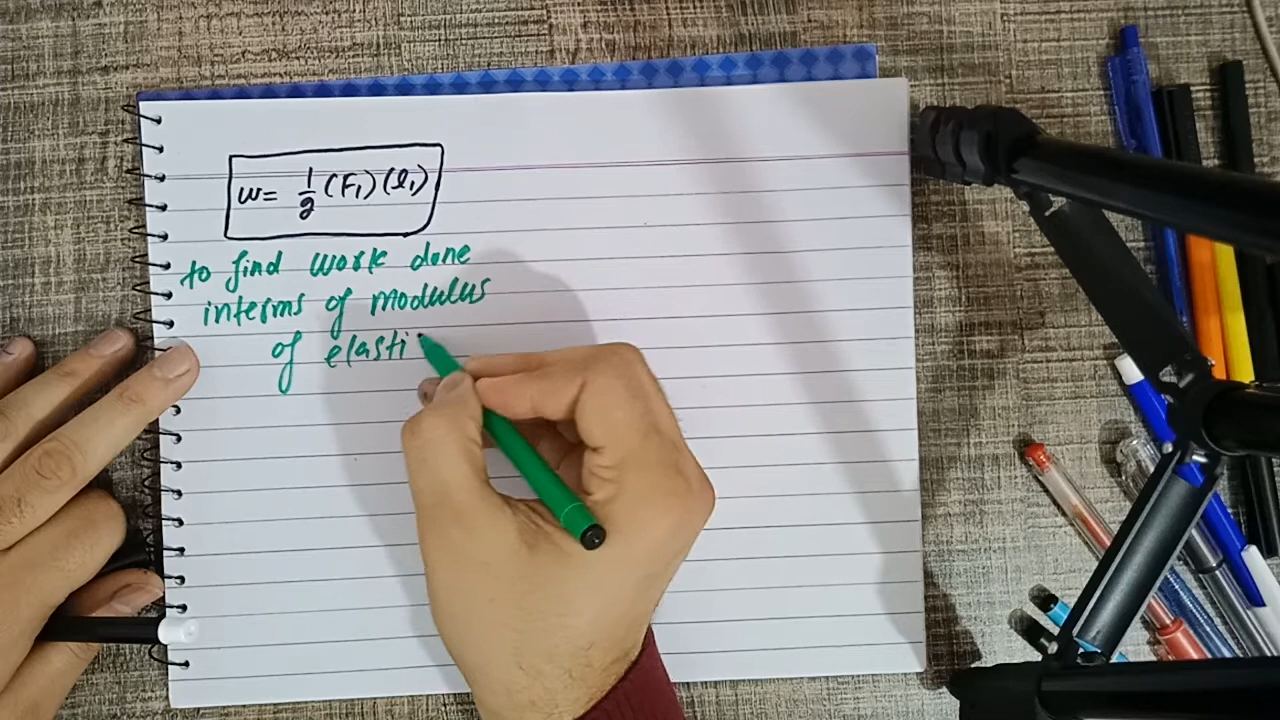 W = 1/2 (F₁)(l₁)
to find work done
interms of modulus
of elasti